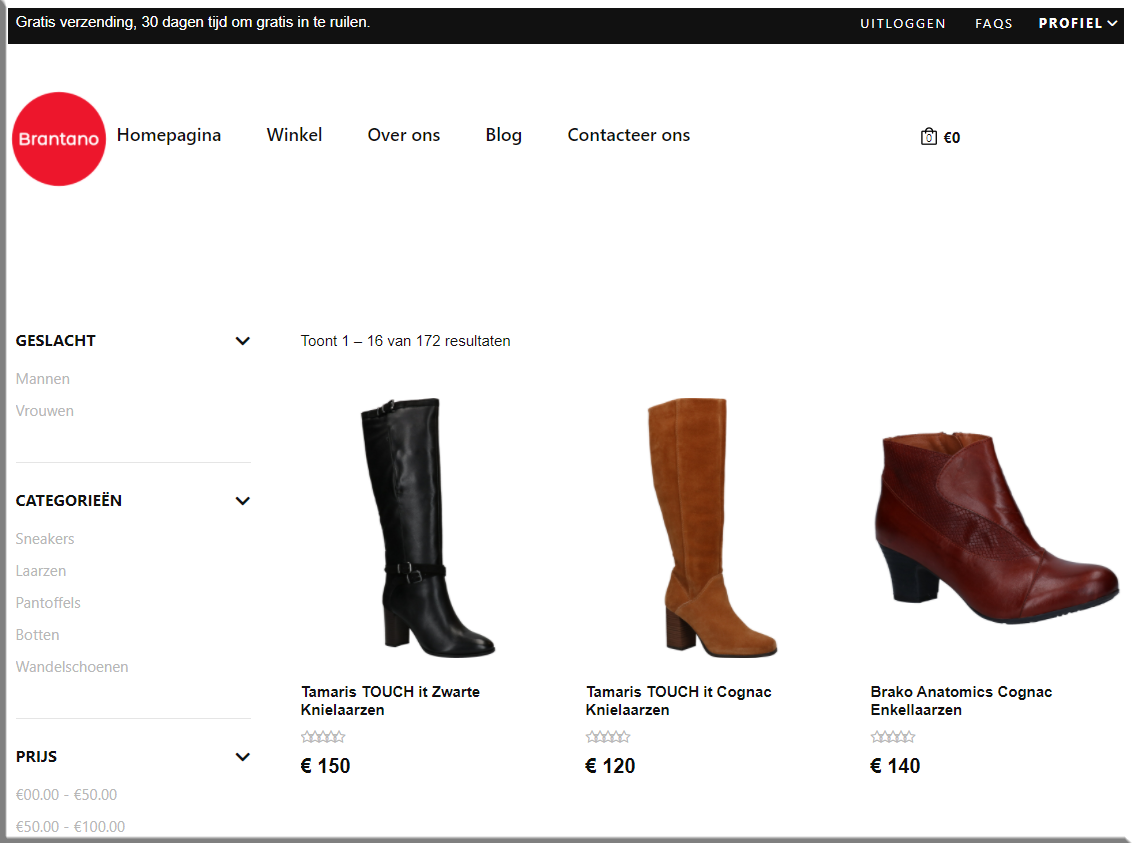 Gratis verzending, 30 dagen tijd om gratis in te ruilen.
UITLOGGEN FAQS PROFIEL
Brantano
Homepagina Winkel Over ons Blog Contacteer ons
0 €0
GESLACHT
Mannen
Vrouwen
CATEGORIEËN
Sneakers
Laarzen
Pantoffels
Botten
Wandelschoenen
PRIJS
€00.00 - €50.00
€50.00 - €100.00
Toont 1 – 16 van 172 resultaten
Tamaris TOUCH it Zwarte
Knielaarzen
€ 150
Tamaris TOUCH it Cognac
Knielaarzen
€ 120
Brako Anatomics Cognac
Enkellaarzen
€ 140